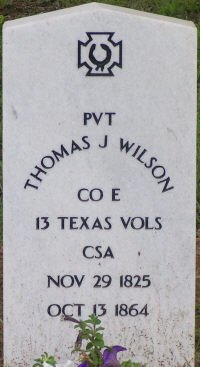 PVT
THOMAS J WILSON
CO E
13 TEXAS VOLS
CSA
NOV 29 1825
OCT 13 1864